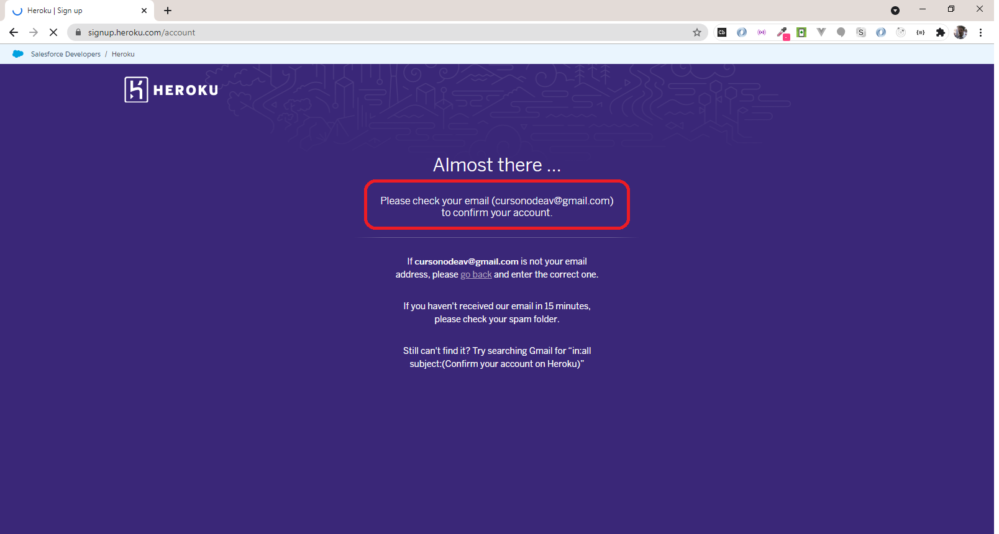 Heroku | Sign up
signup.heroku.com/account
Cb
S
Salesforce Developers / Heroku
HEROKU
Almost there ...
Please check your email (cursonodeav@gmail.com)
to confirm your account.
If cursonodeav@gmail.com is not your email
address, please go back and enter the correct one.
If you haven't received our email in 15 minutes,
please check your spam folder.
Still can't find it? Try searching Gmail for “in:all
subject:(Confirm your account on Heroku)”